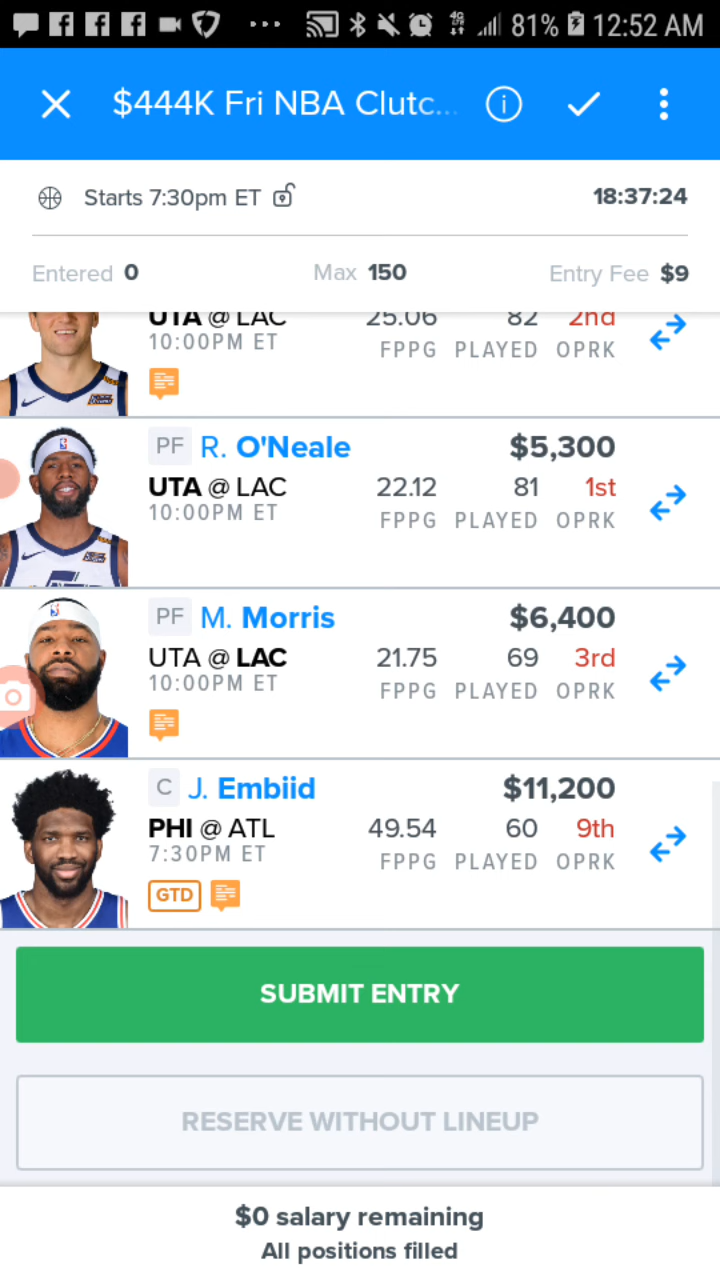 81% 12:52 AM
$444K Fri NBA Clutc...
Starts 7:30pm ET 18:37:24
Entered 0 Max 150 Entry Fee $9
UTA @ LAC 25.06 82 2nd
10:00PM ET FPPG PLAYED OPRK
PF R. O'Neale $5,300
UTA @ LAC 22.12 81 1st
10:00PM ET FPPG PLAYED OPRK
PF M. Morris $6,400
UTA @ LAC 21.75 69 3rd
10:00PM ET FPPG PLAYED OPRK
C J. Embiid $11,200
PHI @ ATL 49.54 60 9th
7:30PM ET FPPG PLAYED OPRK
GTD
SUBMIT ENTRY
RESERVE WITHOUT LINEUP
$0 salary remaining
All positions filled